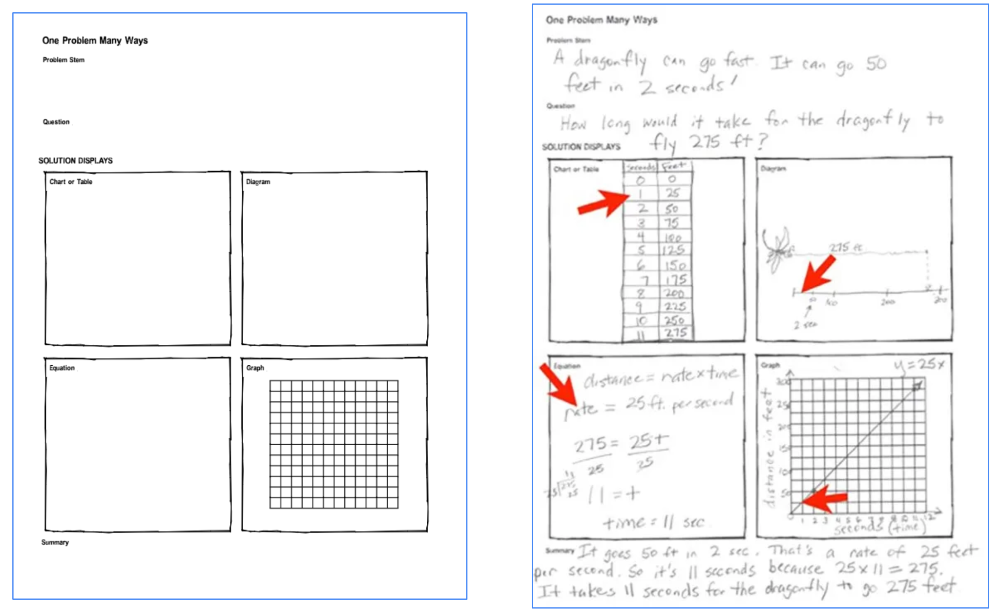 One Problem Many Ways
Problem Stem
Question
SOLUTION DISPLAYS
Chart or Table
Diagram
Equation
Graph
Summary
One Problem Many Ways
Problem Stem
A dragonfly can go fast. It can go 50
feet in 2 seconds!
Question
How long would it take for the dragonfly to
fly 275 ft?
SOLUTION DISPLAYS
Chart or Table
seconds Feet
0 0
1 25
2 50
3 75
4 100
5 125
6 150
7 175
8 200
9 225
10 250
11 275
Diagram
275 ft
50 100 200
2 sec
Equation
distance = rate x time
rate = 25 ft. per second
275 = 25t
25 25
11
25
11 = t
time = 11 sec
Graph
y = 25x
300
250
200
150
100
50
0
1 2 3 4 5 6 7 8 9 10 11 12
distance in feet
seconds (time)
Summary It goes 50 ft in 2 sec. That's a rate of 25 feet
per second. So it's 11 seconds because 25 x 11 = 275.
It takes 11 seconds for the dragonfly to go 275 feet